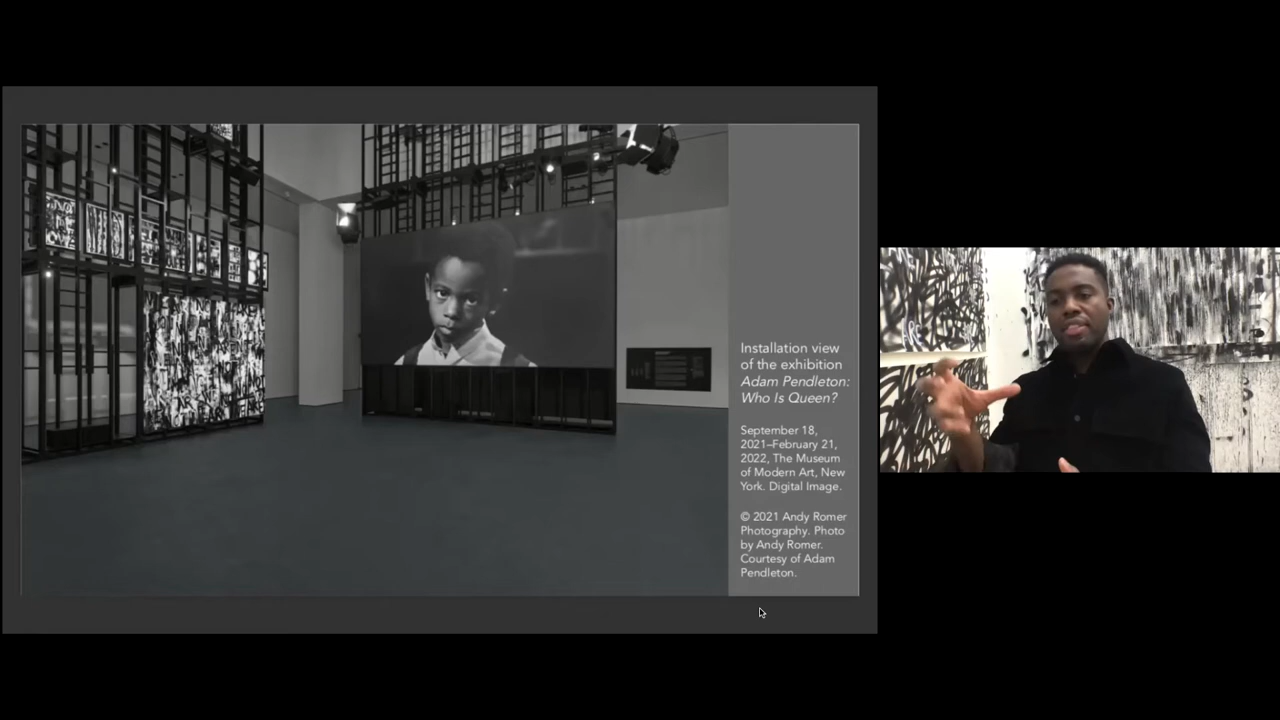 Installation view
of the exhibition
Adam Pendleton:
Who Is Queen?
September 18,
2021–February 21,
2022, The Museum
of Modern Art, New
York. Digital Image.
© 2021 Andy Romer
Photography. Photo
by Andy Romer.
Courtesy of Adam
Pendleton.